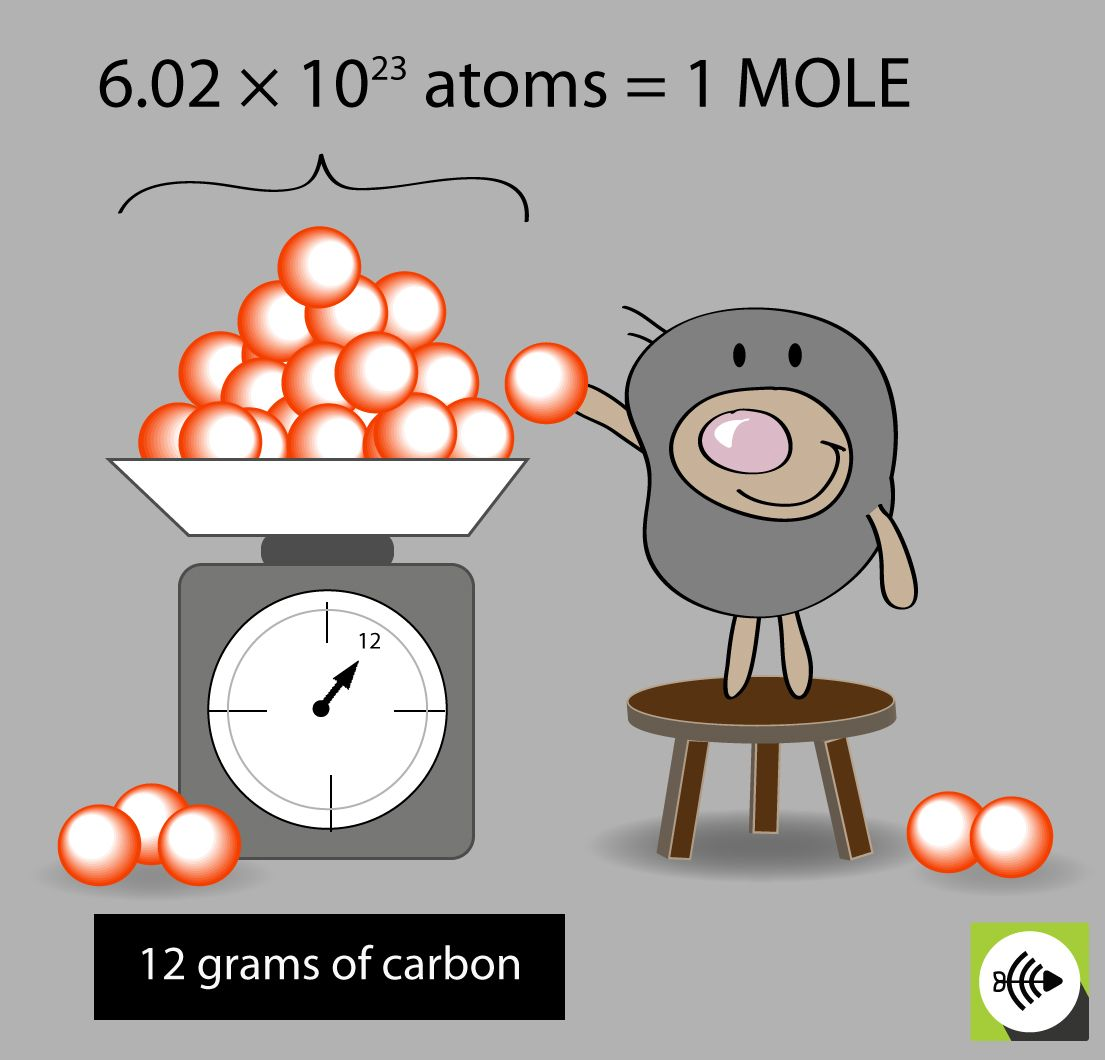 6.02 × 10²³ atoms = 1 MOLE
12
12 grams of carbon